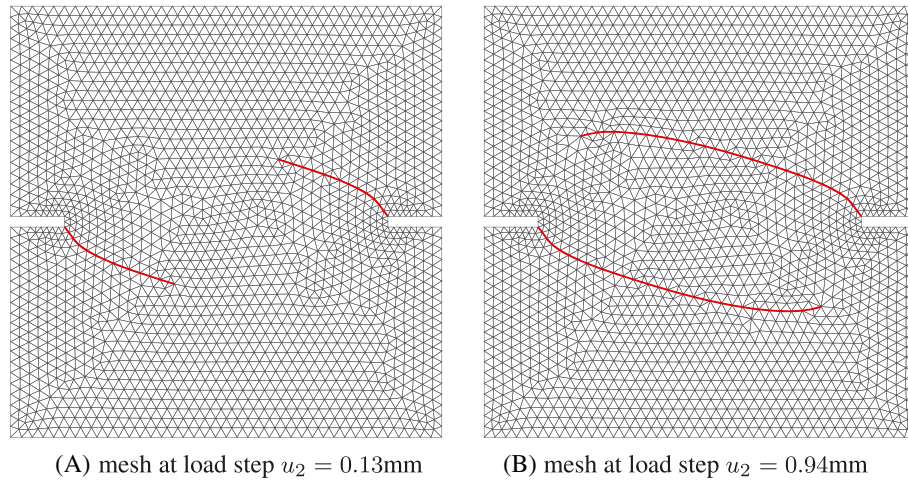 (A) mesh at load step u₂ = 0.13mm
(B) mesh at load step u₂ = 0.94mm